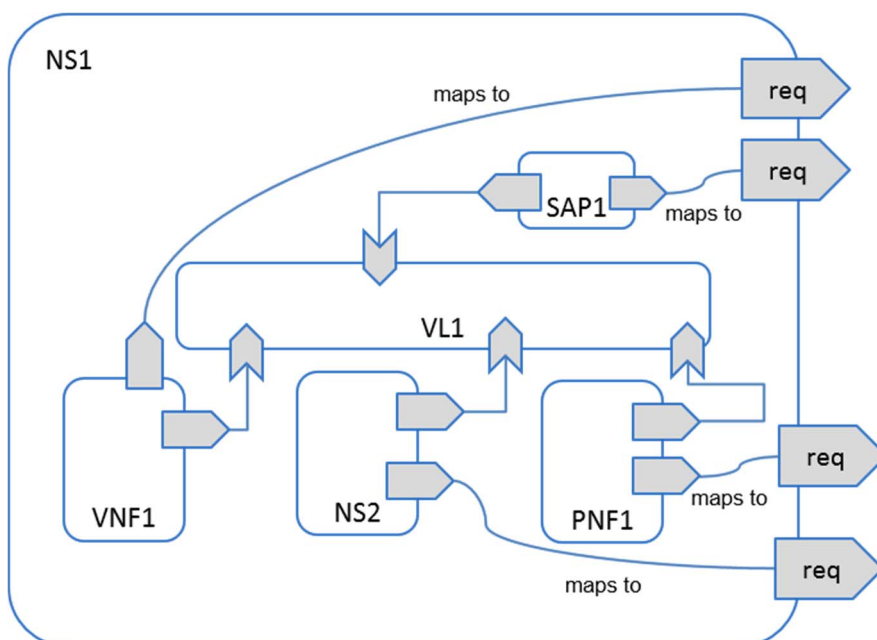 NS1
maps to
req
req
SAP1
maps to
VL1
VNF1
NS2
PNF1
req
maps to
req
maps to